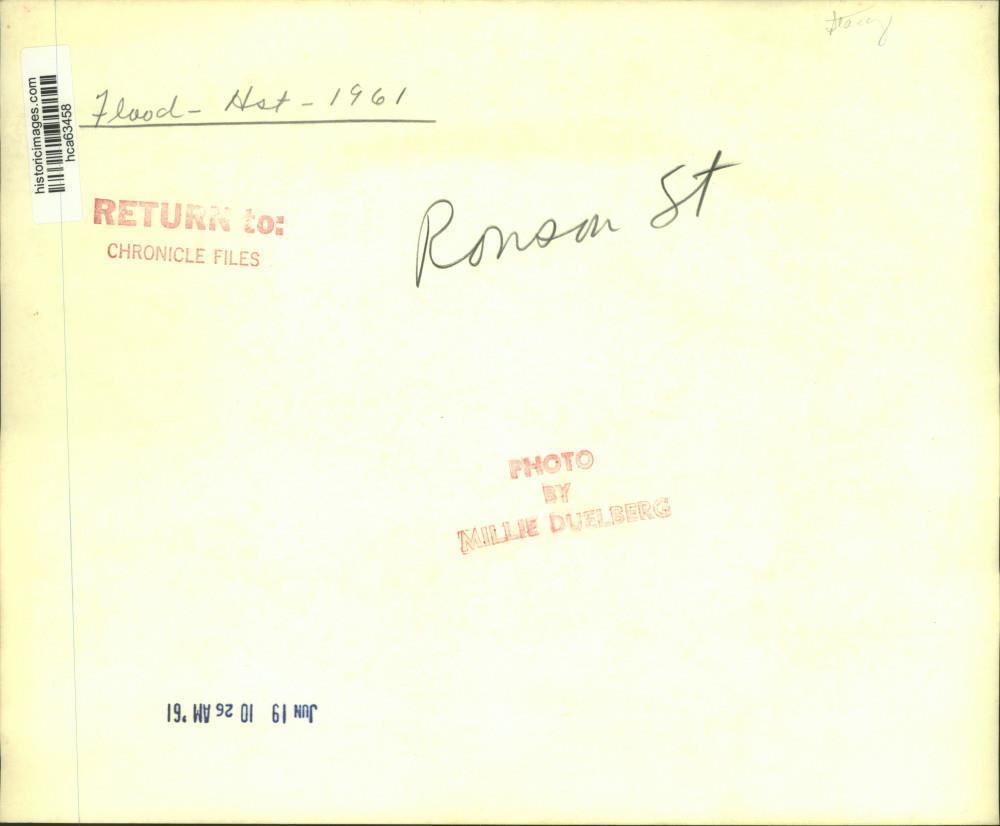 Flood - Hst - 1961
historicimages.com
hca63458
RETURN to:
CHRONICLE FILES
Ronson St
PHOTO
BY
MILLIE DUELBERG
JUN 19 10 26 AM '61